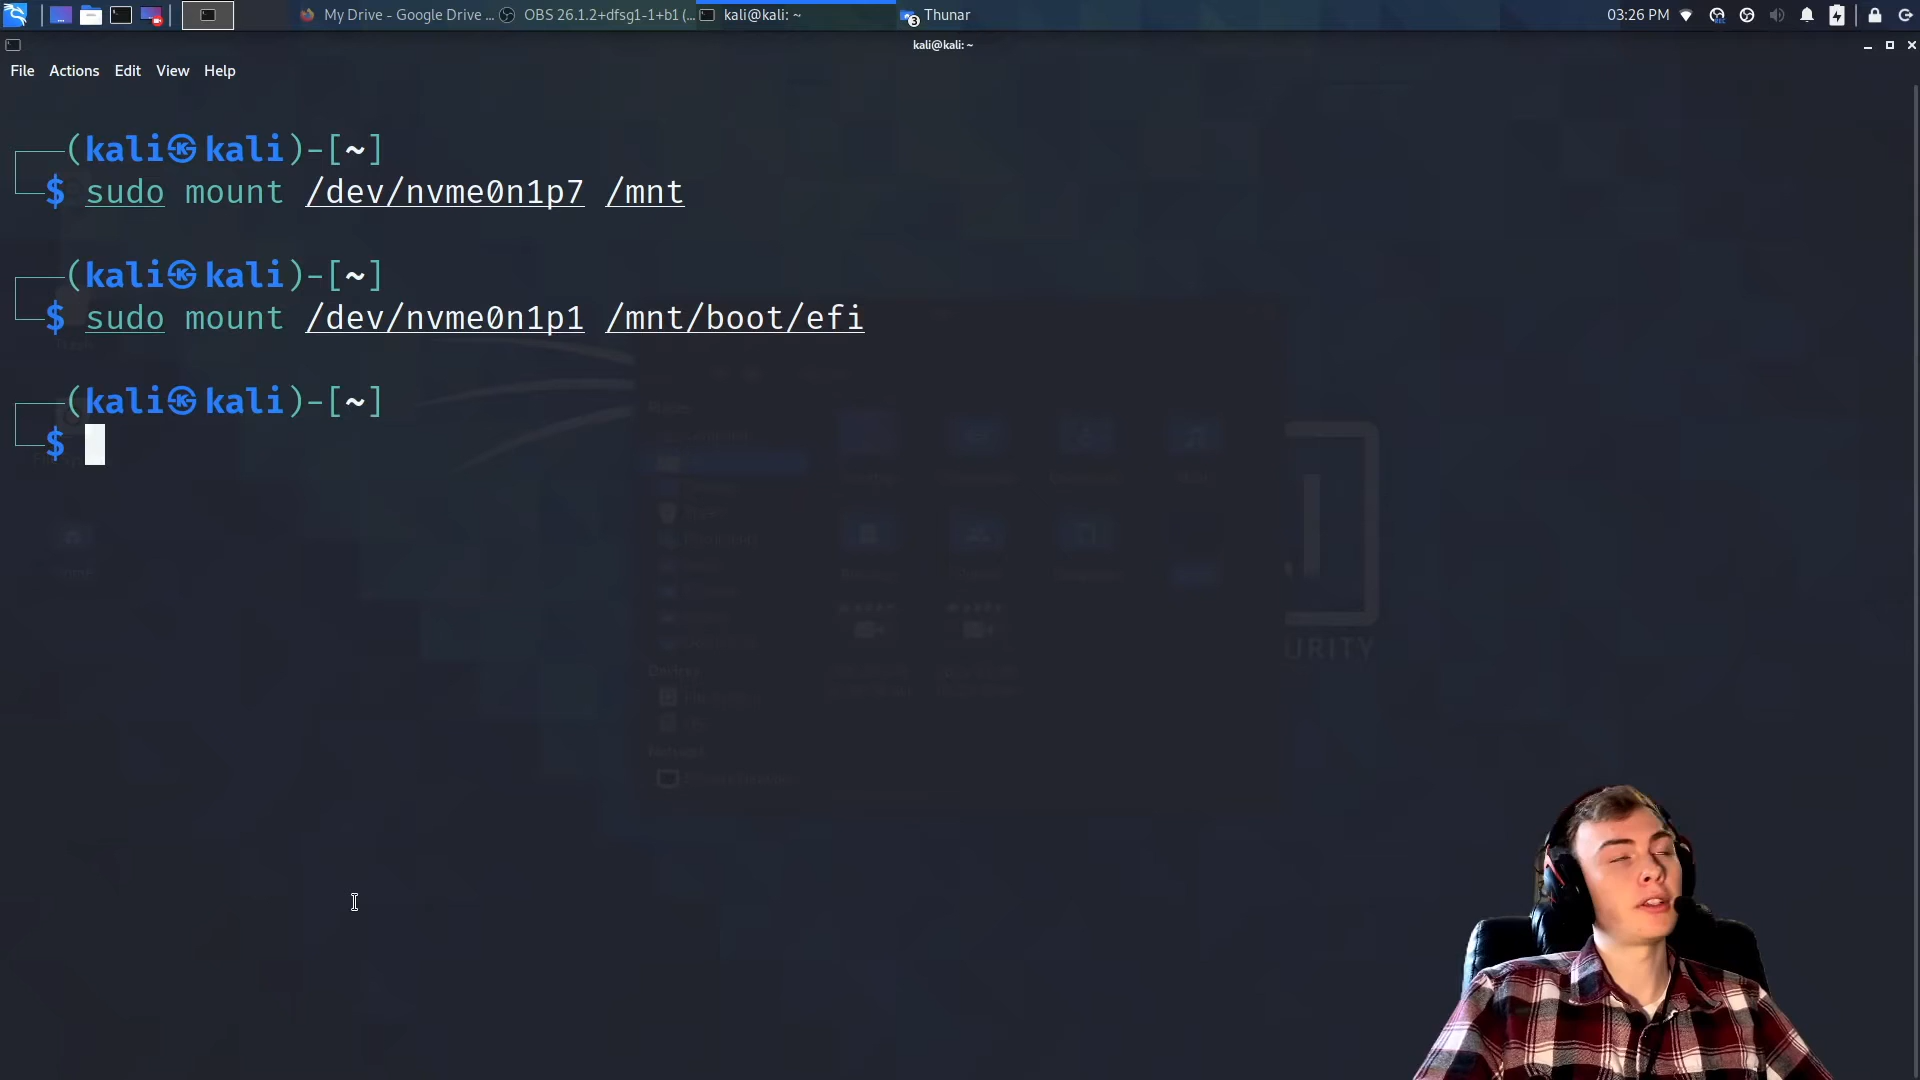 My Drive - Google Drive ... OBS 26.1.2+dfsg1-1+b1 (... kali@kali: ~ 3 Thunar 03:26 PM
kali@kali: ~
File Actions Edit View Help
(kali㉿kali)-[~]
$ sudo mount /dev/nvme0n1p7 /mnt
(kali㉿kali)-[~]
$ sudo mount /dev/nvme0n1p1 /mnt/boot/efi
(kali㉿kali)-[~]
$
URITY